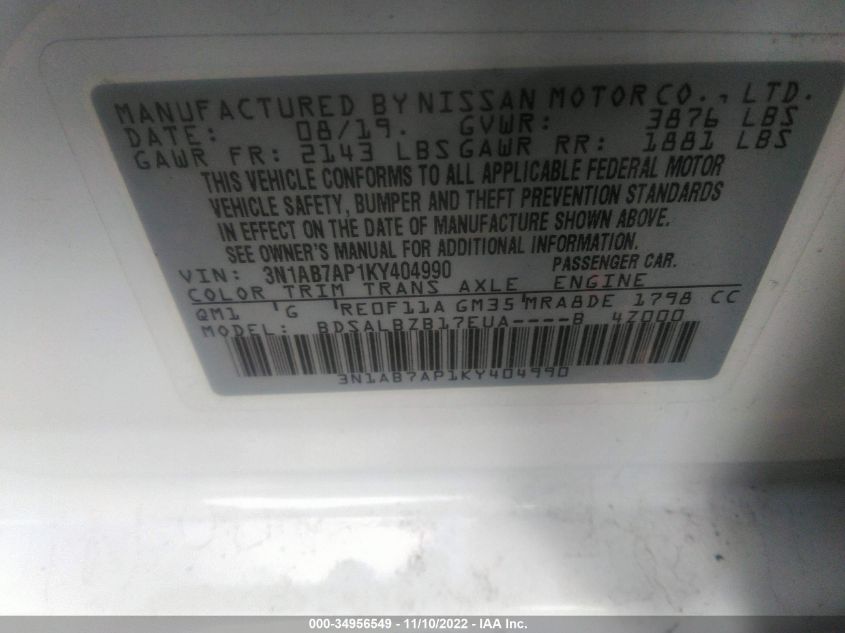 MANUFACTURED BY NISSAN MOTOR CO., LTD.
DATE: 08/19. GVWR: 3876 LBS
GAWR FR: 2143 LBS GAWR RR: 1881 LBS
THIS VEHICLE CONFORMS TO ALL APPLICABLE FEDERAL MOTOR
VEHICLE SAFETY, BUMPER AND THEFT PREVENTION STANDARDS
IN EFFECT ON THE DATE OF MANUFACTURE SHOWN ABOVE.
SEE OWNER'S MANUAL FOR ADDITIONAL INFORMATION.
VIN: 3N1AB7AP1KY404990 PASSENGER CAR.
COLOR TRIM TRANS AXLE ENGINE
QM1 'G 'RE0F11A GM35 'MRA8DE 1798 CC
MODEL: BDSALBZB17EUA----B 4Z000
3N1AB7AP1KY404990
000-34956549 - 11/10/2022 - IAA Inc.